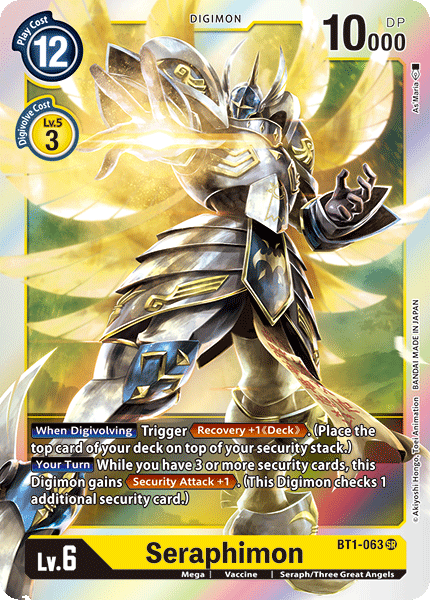 DIGIMON
Play Cost
12
10000
DP
Digivolve Cost
Lv.5
3
As'Maria
When Digivolving Trigger Recovery +1《Deck》. (Place the
top card of your deck on top of your security stack.)
Your Turn While you have 3 or more security cards, this
Digimon gains Security Attack +1. (This Digimon checks 1
additional security card.)
©Akiyoshi Hongo, Toei Animation BANDAI MADE IN JAPAN
Lv.6
Seraphimon
BT1-063 SR
Mega | Vaccine | Seraph/Three Great Angels